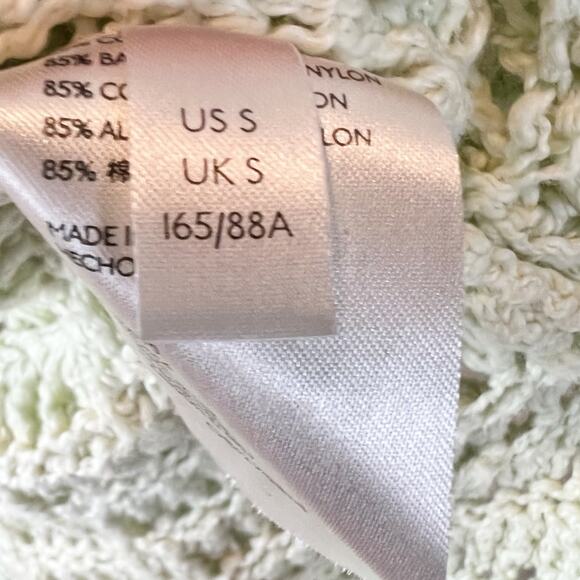 85% BA
NYLON
85% CO
ON
85% AL
LON
85% 棉
US S
UK S
165/88A
MADE I
ECHO